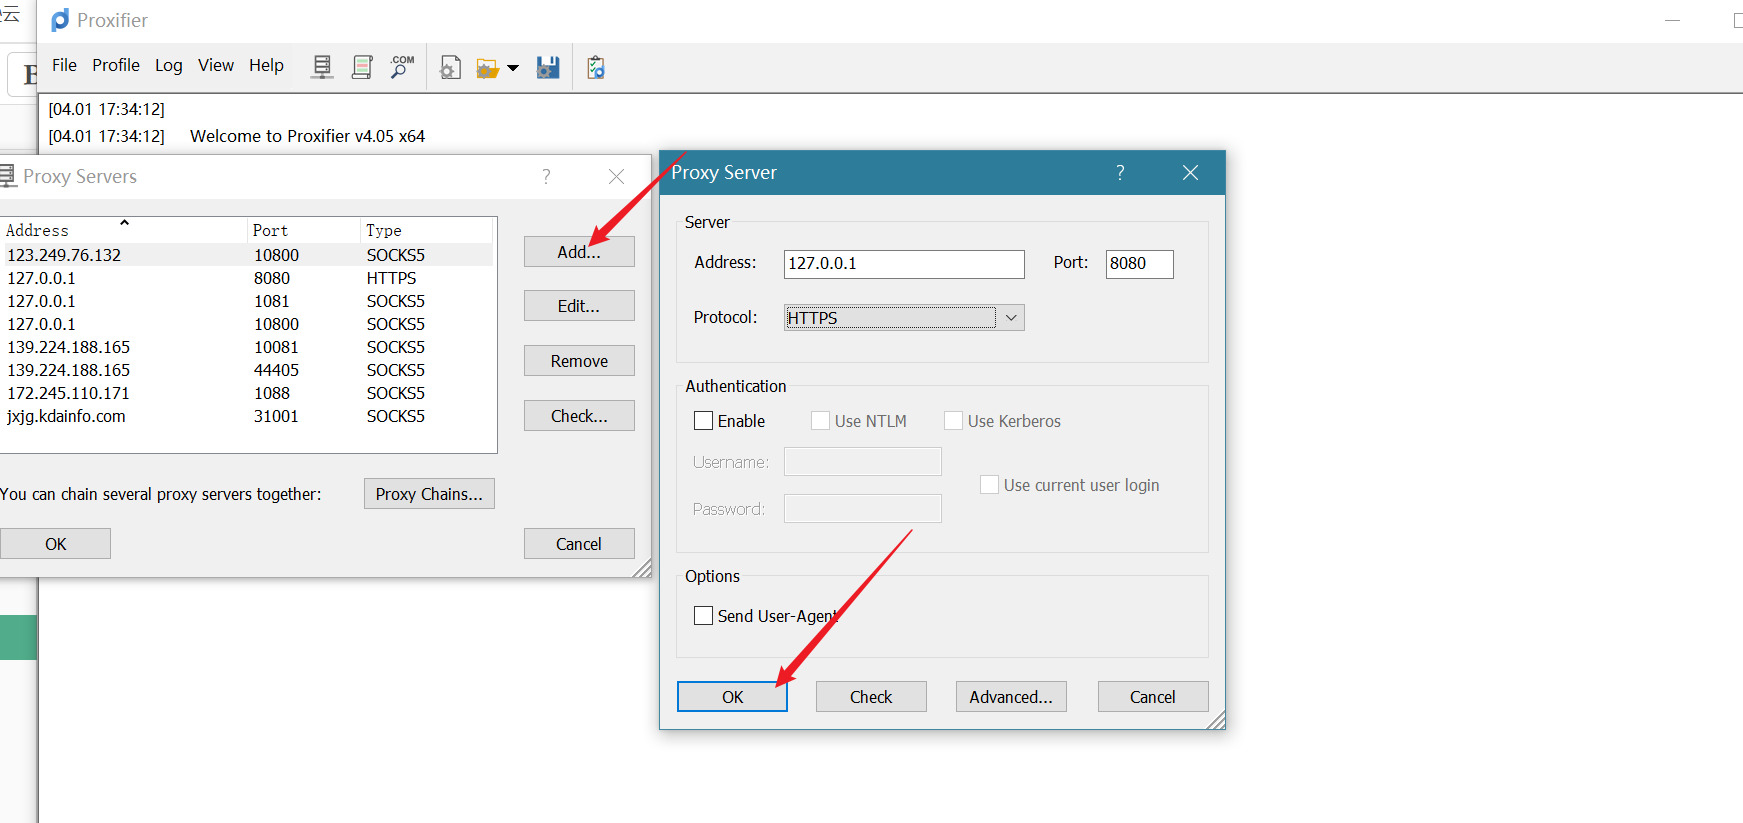 云
Proxifier
B
File Profile Log View Help
.COM
[04.01 17:34:12]
[04.01 17:34:12] Welcome to Proxifier v4.05 x64
Proxy Servers ?
Address Port Type
123.249.76.132 10800 SOCKS5
127.0.0.1 8080 HTTPS
127.0.0.1 1081 SOCKS5
127.0.0.1 10800 SOCKS5
139.224.188.165 10081 SOCKS5
139.224.188.165 44405 SOCKS5
172.245.110.171 1088 SOCKS5
jxjg.kdainfo.com 31001 SOCKS5
Add...
Edit...
Remove
Check...
You can chain several proxy servers together: Proxy Chains...
OK Cancel
Proxy Server ?
Server
Address: 127.0.0.1 Port: 8080
Protocol: HTTPS
Authentication
Enable Use NTLM Use Kerberos
Username:
Use current user login
Password:
Options
Send User-Agent
OK Check Advanced... Cancel